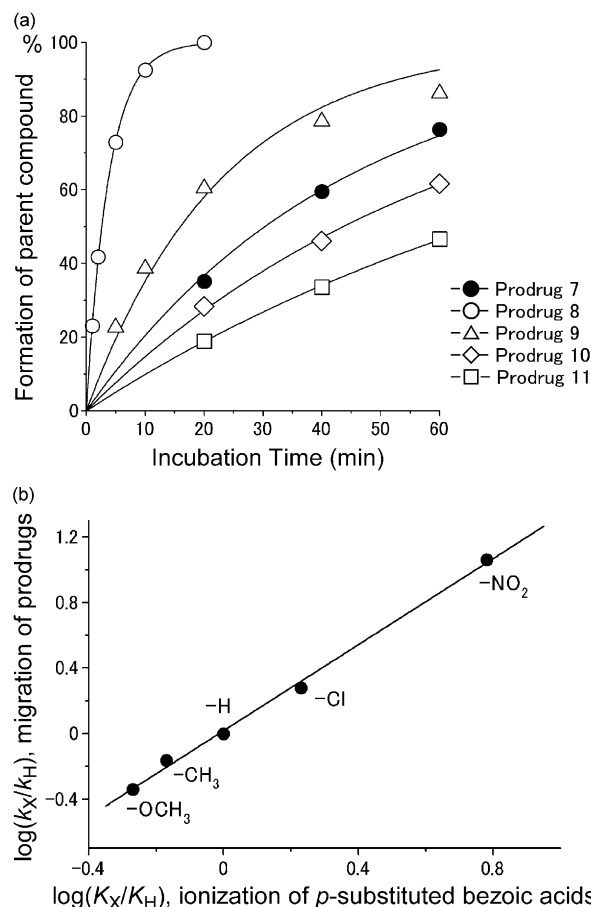 (a)
%
100
80
60
40
20
0
Formation of parent compound
0 10 20 30 40 50 60
Incubation Time (min)
Prodrug 7
Prodrug 8
Prodrug 9
Prodrug 10
Prodrug 11
(b)
1.2
0.8
0.4
0
-0.4
log(kX/kH), migration of prodrugs
–NO2
–Cl
–H
–CH3
–OCH3
-0.4 0 0.4 0.8
log(KX/KH), ionization of p-substituted bezoic acids